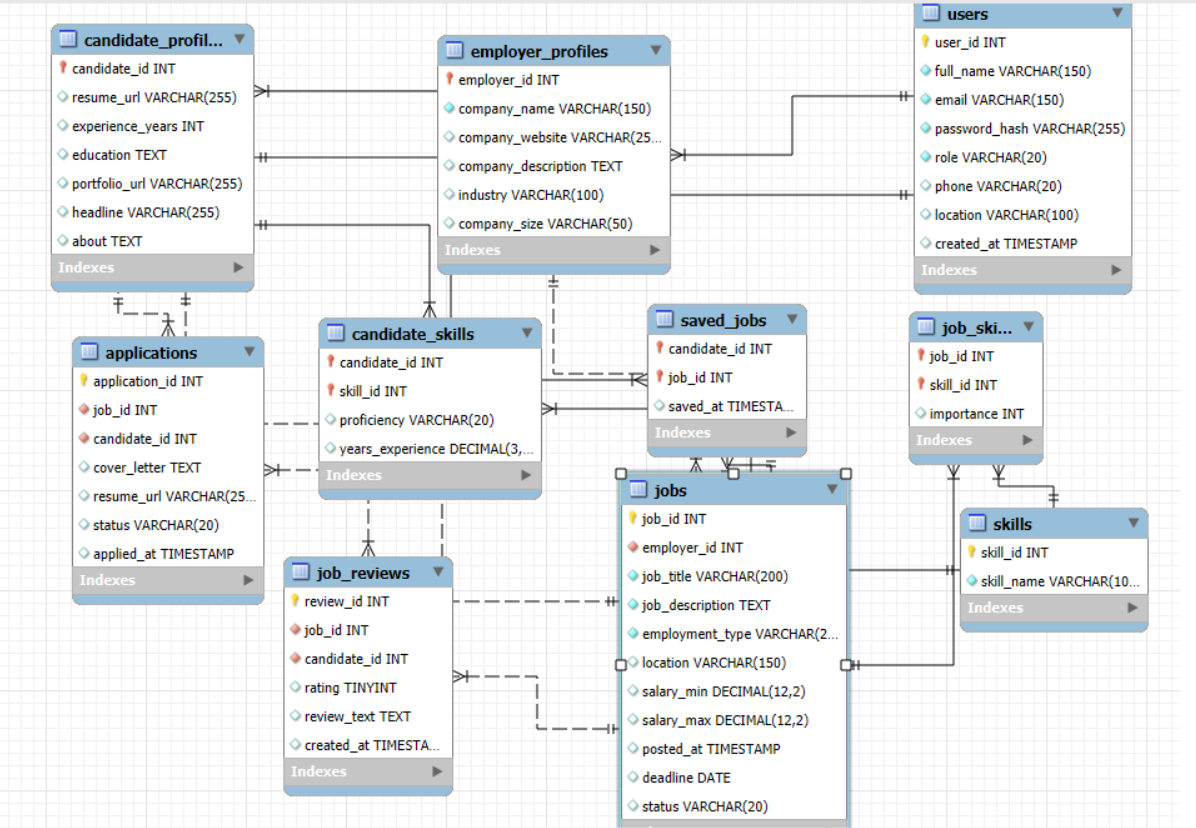 candidate_profil...
candidate_id INT
resume_url VARCHAR(255)
experience_years INT
education TEXT
portfolio_url VARCHAR(255)
headline VARCHAR(255)
about TEXT
Indexes
employer_profiles
employer_id INT
company_name VARCHAR(150)
company_website VARCHAR(25...
company_description TEXT
industry VARCHAR(100)
company_size VARCHAR(50)
Indexes
users
user_id INT
full_name VARCHAR(150)
email VARCHAR(150)
password_hash VARCHAR(255)
role VARCHAR(20)
phone VARCHAR(20)
location VARCHAR(100)
created_at TIMESTAMP
Indexes
applications
application_id INT
job_id INT
candidate_id INT
cover_letter TEXT
resume_url VARCHAR(25...
status VARCHAR(20)
applied_at TIMESTAMP
Indexes
candidate_skills
candidate_id INT
skill_id INT
proficiency VARCHAR(20)
years_experience DECIMAL(3,...
Indexes
saved_jobs
candidate_id INT
job_id INT
saved_at TIMESTA...
Indexes
job_ski...
job_id INT
skill_id INT
importance INT
Indexes
job_reviews
review_id INT
job_id INT
candidate_id INT
rating TINYINT
review_text TEXT
created_at TIMESTA...
Indexes
jobs
job_id INT
employer_id INT
job_title VARCHAR(200)
job_description TEXT
employment_type VARCHAR(2...
location VARCHAR(150)
salary_min DECIMAL(12,2)
salary_max DECIMAL(12,2)
posted_at TIMESTAMP
deadline DATE
status VARCHAR(20)
skills
skill_id INT
skill_name VARCHAR(10...
Indexes